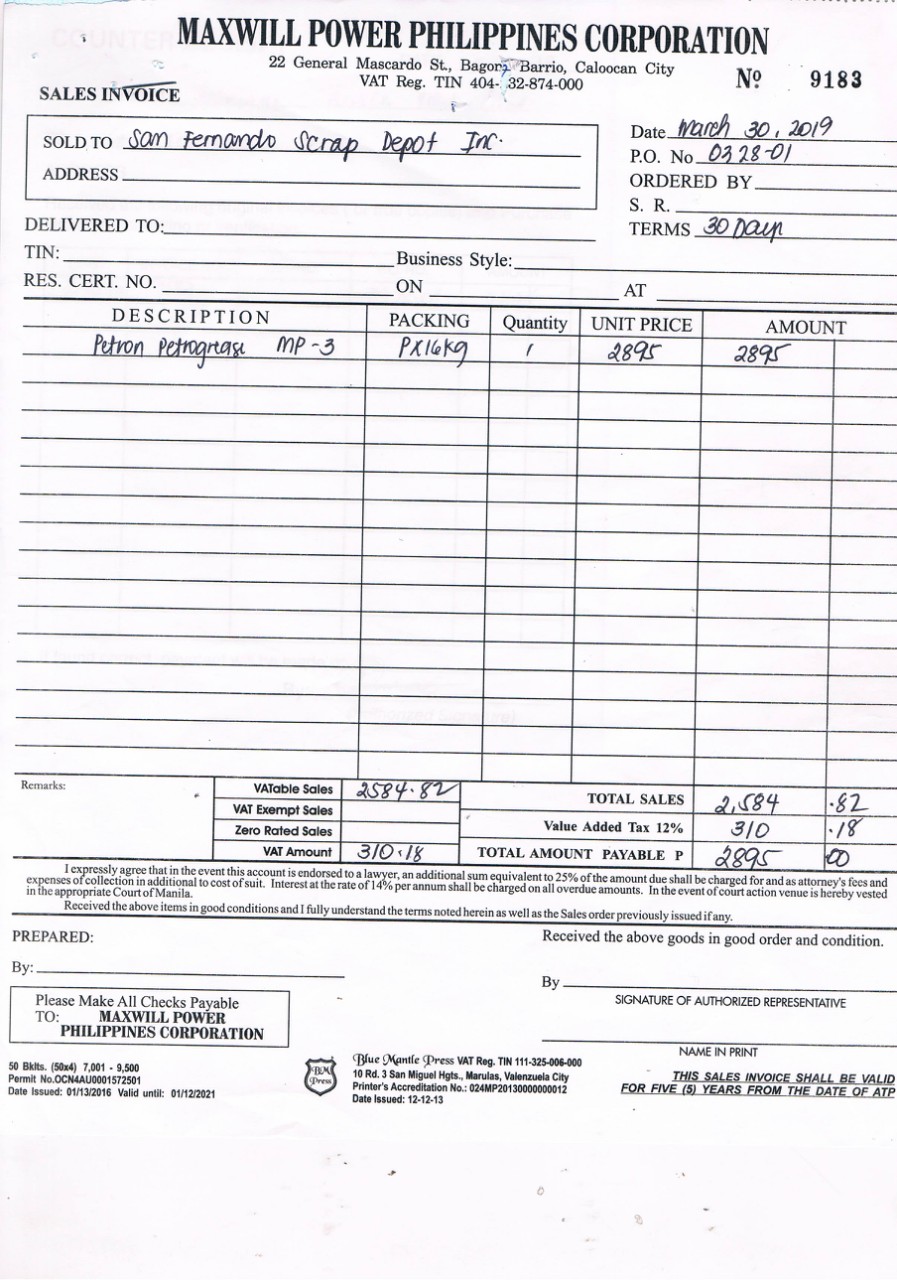 MAXWILL POWER PHILIPPINES CORPORATION
22 General Mascardo St., Bagong Barrio, Caloocan City
VAT Reg. TIN 404- 32-874-000
Nº 9183
SALES INVOICE
SOLD TO San Fernando Scrap Depot Inc.
ADDRESS
Date March 30, 2019
P.O. No 0328-01
ORDERED BY
S. R.
TERMS 30 Days
DELIVERED TO:
TIN: Business Style:
RES. CERT. NO. ON AT
DESCRIPTION PACKING Quantity UNIT PRICE AMOUNT
Petron Petrogrease MP-3 PX16kg 1 2895 2895
Remarks:
VATable Sales 2584.82
VAT Exempt Sales
Zero Rated Sales
VAT Amount 310.18
TOTAL SALES 2,584 .82
Value Added Tax 12% 310 .18
TOTAL AMOUNT PAYABLE P 2895 00
I expressly agree that in the event this account is endorsed to a lawyer, an additional sum equivalent to 25% of the amount due shall be charged for and as attorney's fees and
expenses of collection in additional to cost of suit. Interest at the rate of 14% per annum shall be charged on all overdue amounts. In the event of court action venue is hereby vested
in the appropriate Court of Manila.
Received the above items in good conditions and I fully understand the terms noted herein as well as the Sales order previously issued if any.
PREPARED:
By:
Received the above goods in good order and condition.
By
SIGNATURE OF AUTHORIZED REPRESENTATIVE
NAME IN PRINT
Please Make All Checks Payable
TO: MAXWILL POWER
PHILIPPINES CORPORATION
50 Bklts. (50x4) 7,001 - 9,500
Permit No.OCN4AU0001572501
Date Issued: 01/13/2016 Valid until: 01/12/2021
BM
Press
Blue Mantle Press VAT Reg. TIN 111-325-006-000
10 Rd. 3 San Miguel Hgts., Marulas, Valenzuela City
Printer's Accreditation No.: 024MP20130000000012
Date Issued: 12-12-13
THIS SALES INVOICE SHALL BE VALID
FOR FIVE (5) YEARS FROM THE DATE OF ATP